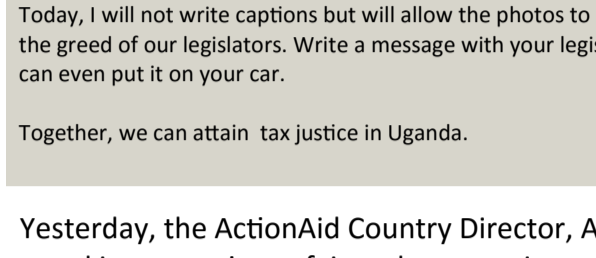 Today, I will not write captions but will allow the photos to
the greed of our legislators. Write a message with your
can even put it on your car.
Together, we can attain  tax justice in Uganda.
Yesterday, the ActionAid Country Director,